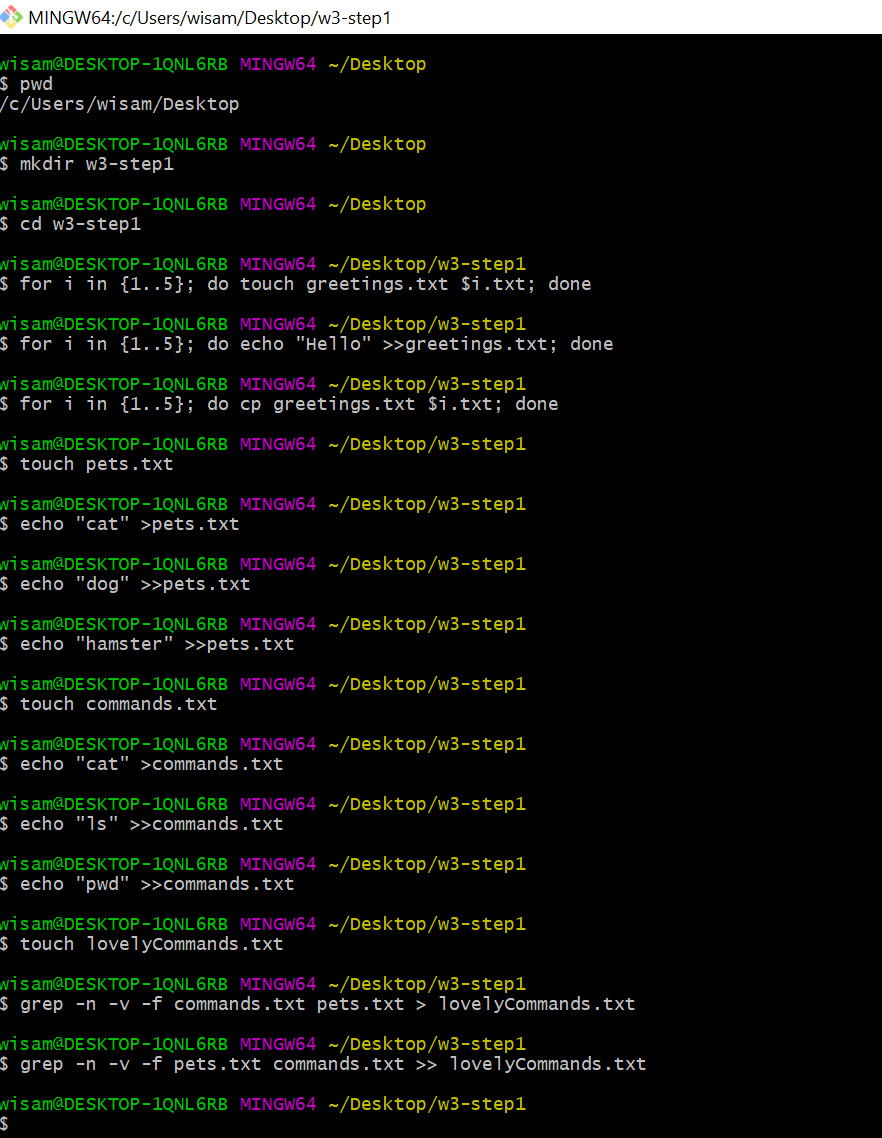 MINGW64:/c/Users/wisam/Desktop/w3-step1
wisam@DESKTOP-1QNL6RB MINGW64 ~/Desktop
$ pwd
/c/Users/wisam/Desktop
wisam@DESKTOP-1QNL6RB MINGW64 ~/Desktop
$ mkdir w3-step1
wisam@DESKTOP-1QNL6RB MINGW64 ~/Desktop
$ cd w3-step1
wisam@DESKTOP-1QNL6RB MINGW64 ~/Desktop/w3-step1
$ for i in {1..5}; do touch greetings.txt $i.txt; done
wisam@DESKTOP-1QNL6RB MINGW64 ~/Desktop/w3-step1
$ for i in {1..5}; do echo "Hello" >>greetings.txt; done
wisam@DESKTOP-1QNL6RB MINGW64 ~/Desktop/w3-step1
$ for i in {1..5}; do cp greetings.txt $i.txt; done
wisam@DESKTOP-1QNL6RB MINGW64 ~/Desktop/w3-step1
$ touch pets.txt
wisam@DESKTOP-1QNL6RB MINGW64 ~/Desktop/w3-step1
$ echo "cat" >pets.txt
wisam@DESKTOP-1QNL6RB MINGW64 ~/Desktop/w3-step1
$ echo "dog" >>pets.txt
wisam@DESKTOP-1QNL6RB MINGW64 ~/Desktop/w3-step1
$ echo "hamster" >>pets.txt
wisam@DESKTOP-1QNL6RB MINGW64 ~/Desktop/w3-step1
$ touch commands.txt
wisam@DESKTOP-1QNL6RB MINGW64 ~/Desktop/w3-step1
$ echo "cat" >commands.txt
wisam@DESKTOP-1QNL6RB MINGW64 ~/Desktop/w3-step1
$ echo "ls" >>commands.txt
wisam@DESKTOP-1QNL6RB MINGW64 ~/Desktop/w3-step1
$ echo "pwd" >>commands.txt
wisam@DESKTOP-1QNL6RB MINGW64 ~/Desktop/w3-step1
$ touch lovelyCommands.txt
wisam@DESKTOP-1QNL6RB MINGW64 ~/Desktop/w3-step1
$ grep -n -v -f commands.txt pets.txt > lovelyCommands.txt
wisam@DESKTOP-1QNL6RB MINGW64 ~/Desktop/w3-step1
$ grep -n -v -f pets.txt commands.txt >> lovelyCommands.txt
wisam@DESKTOP-1QNL6RB MINGW64 ~/Desktop/w3-step1
$